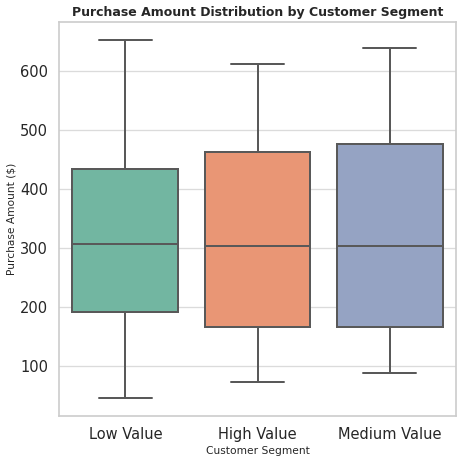 Purchase Amount Distribution by Customer Segment
Purchase Amount ($)
600
500
400
300
200
100
Low Value High Value Medium Value
Customer Segment